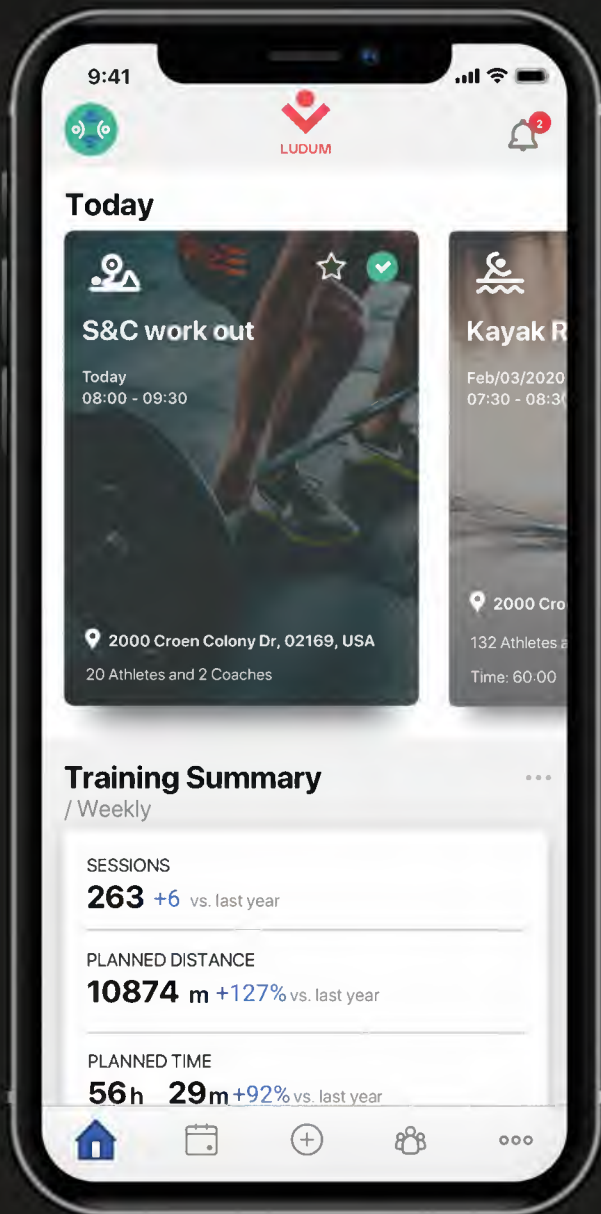 9:41
LUDUM
2
Today
S&C work out
Today
08:00 - 09:30
2000 Croen Colony Dr, 02169, USA
20 Athletes and 2 Coaches
Kayak R
Feb/03/2020
07:30 - 08:3
2000 Cro
132 Athletes a
Time: 60:00
Training Summary
/ Weekly
SESSIONS
263 +6 vs. last year
PLANNED DISTANCE
10874 m +127% vs. last year
PLANNED TIME
56h 29m +92% vs. last year